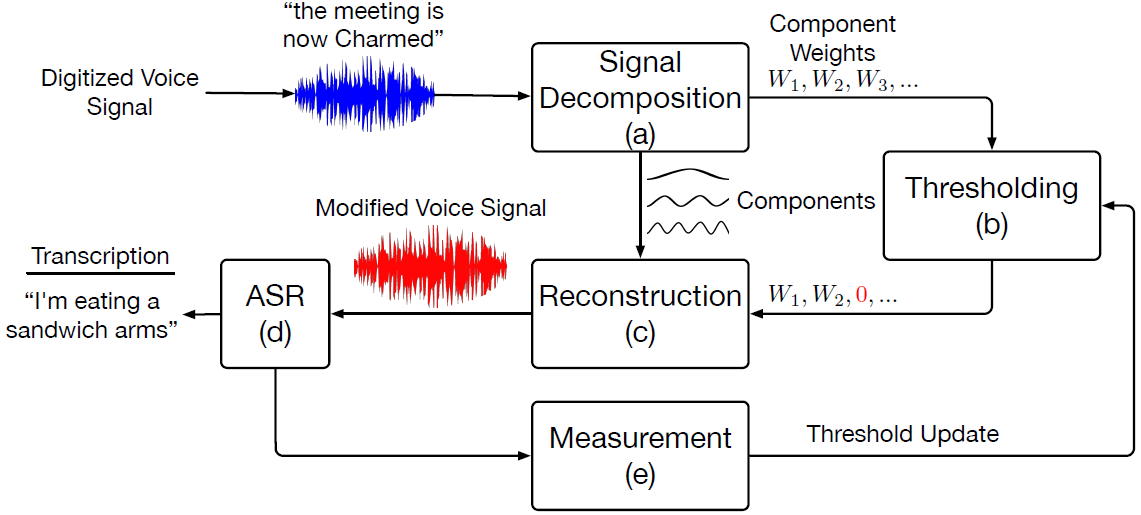 “the meeting is
now Charmed”
Digitized Voice
Signal
Signal
Decomposition
(a)
Component
Weights
W₁, W₂, W₃, ...
Components
Thresholding
(b)
Modified Voice Signal
Transcription
“I'm eating a
sandwich arms”
ASR
(d)
Reconstruction
(c)
W₁, W₂, 0, ...
Measurement
(e)
Threshold Update